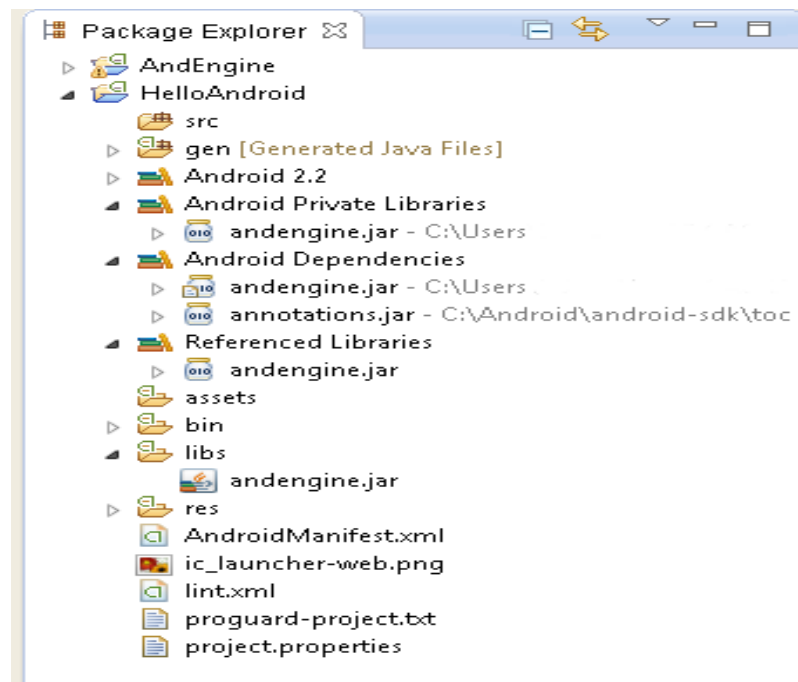 Package Explorer
AndEngine
HelloAndroid
src
gen [Generated Java Files]
Android 2.2
Android Private Libraries
andengine.jar - C:\Users
Android Dependencies
andengine.jar - C:\Users
annotations.jar - C:\Android\android-sdk\toc
Referenced Libraries
andengine.jar
assets
bin
libs
andengine.jar
res
AndroidManifest.xml
ic_launcher-web.png
lint.xml
proguard-project.txt
project.properties